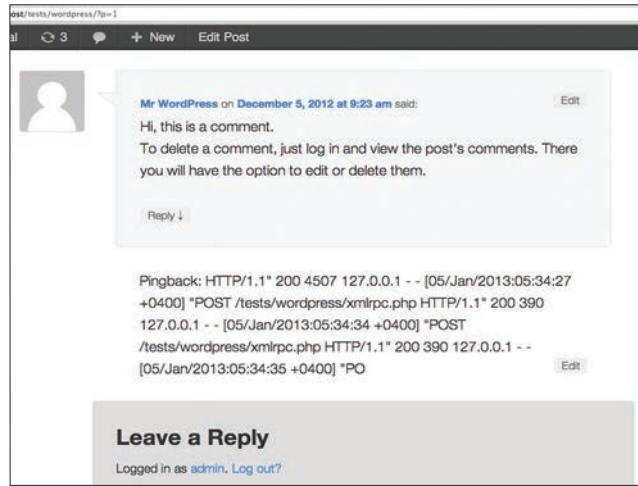 ost/tests/wordpress/?p=1
al 3 + New Edit Post
Mr WordPress on December 5, 2012 at 9:23 am said: Edit
Hi, this is a comment.
To delete a comment, just log in and view the post's comments. There
you will have the option to edit or delete them.
Reply ↓
Pingback: HTTP/1.1" 200 4507 127.0.0.1 - - [05/Jan/2013:05:34:27
+0400] "POST /tests/wordpress/xmlrpc.php HTTP/1.1" 200 390
127.0.0.1 - - [05/Jan/2013:05:34:34 +0400] "POST
/tests/wordpress/xmlrpc.php HTTP/1.1" 200 390 127.0.0.1 - -
[05/Jan/2013:05:34:35 +0400] "PO Edit
Leave a Reply
Logged in as admin. Log out?